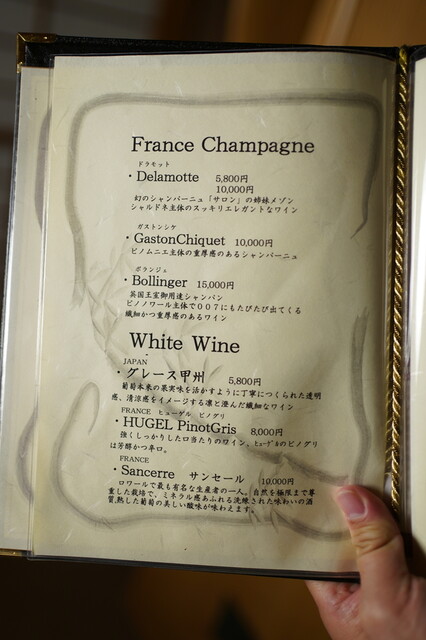 France Champagne
ドラモット
・Delamotte 5,800円
10,000円
幻のシャンパーニュ「サロン」の姉妹メゾン
シャルドネ主体のスッキリエレガントなワイン
ガストンシケ
・GastonChiquet 10,000円
ピノムニエ主体の重厚感のあるシャンパーニュ
ボランジェ
・Bollinger 15,000円
英国王室御用達シャンパン
ピノノワール主体で００７にもたびたび出てくる
繊細かつ重厚感のあるワイン
White Wine
JAPAN
・グレース甲州 5,800円
葡萄本来の果実味を活かすように丁寧につくられた透明
感、清涼感をイメージする凛と澄んだ繊細なワイン
FRANCE ヒューゲル ピノグリ
・HUGEL PinotGris 8,000円
強くしっかりした口当たりのワイン、ヒューゲルのピノグリ
は芳醇かつ辛口。
FRANCE
・Sancerre サンセール 10,000円
ロワールで最も有名な生産者の一人。自然を極限まで尊
重した栽培で、ミネラル感あふれる洗練された味わいの酒
質、熟した葡萄の美しい酸味が味わえます。